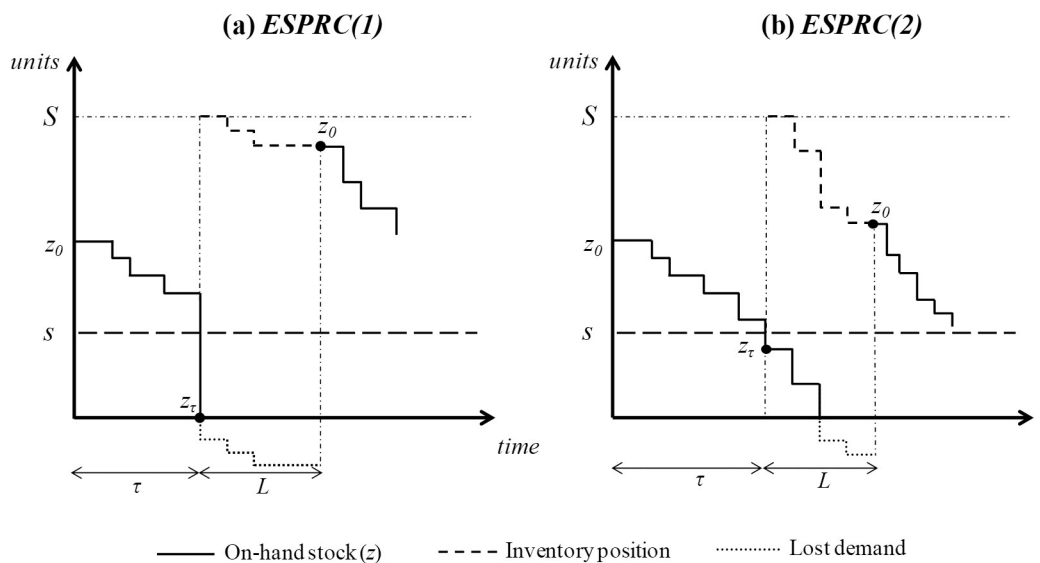 (a) ESPRC(1)
units
S
z0
z0
s
zτ
time
τ
L
(b) ESPRC(2)
units
S
z0
z0
s
zτ
time
τ
L
On-hand stock (z)
Inventory position
Lost demand